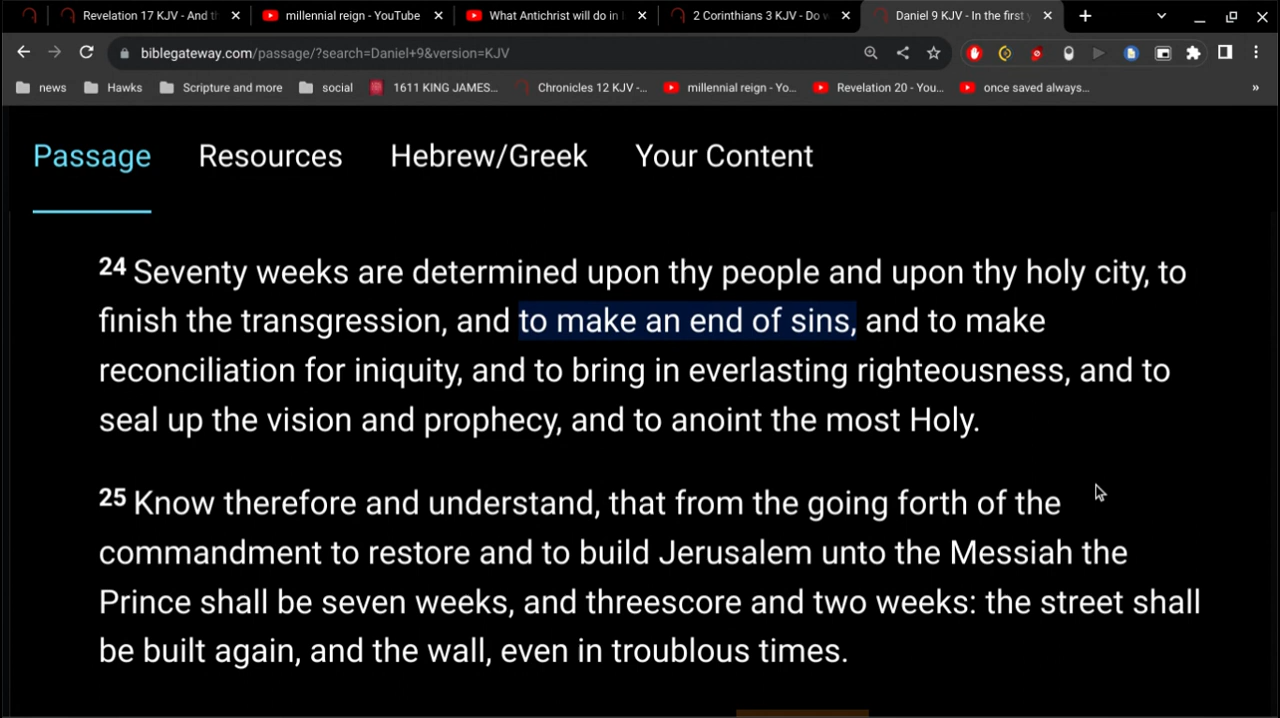 Revelation 17 KJV - And th
millennial reign - YouTube
What Antichrist will do in
2 Corinthians 3 KJV - Do w
Daniel 9 KJV - In the first y
biblegateway.com/passage/?search=Daniel+9&version=KJV
news
Hawks
Scripture and more
social
1611 KING JAMES...
Chronicles 12 KJV -...
millennial reign - Yo...
Revelation 20 - You...
once saved always...
»
Passage
Resources
Hebrew/Greek
Your Content
24 Seventy weeks are determined upon thy people and upon thy holy city, to
finish the transgression, and to make an end of sins, and to make
reconciliation for iniquity, and to bring in everlasting righteousness, and to
seal up the vision and prophecy, and to anoint the most Holy.
25 Know therefore and understand, that from the going forth of the
commandment to restore and to build Jerusalem unto the Messiah the
Prince shall be seven weeks, and threescore and two weeks: the street shall
be built again, and the wall, even in troublous times.